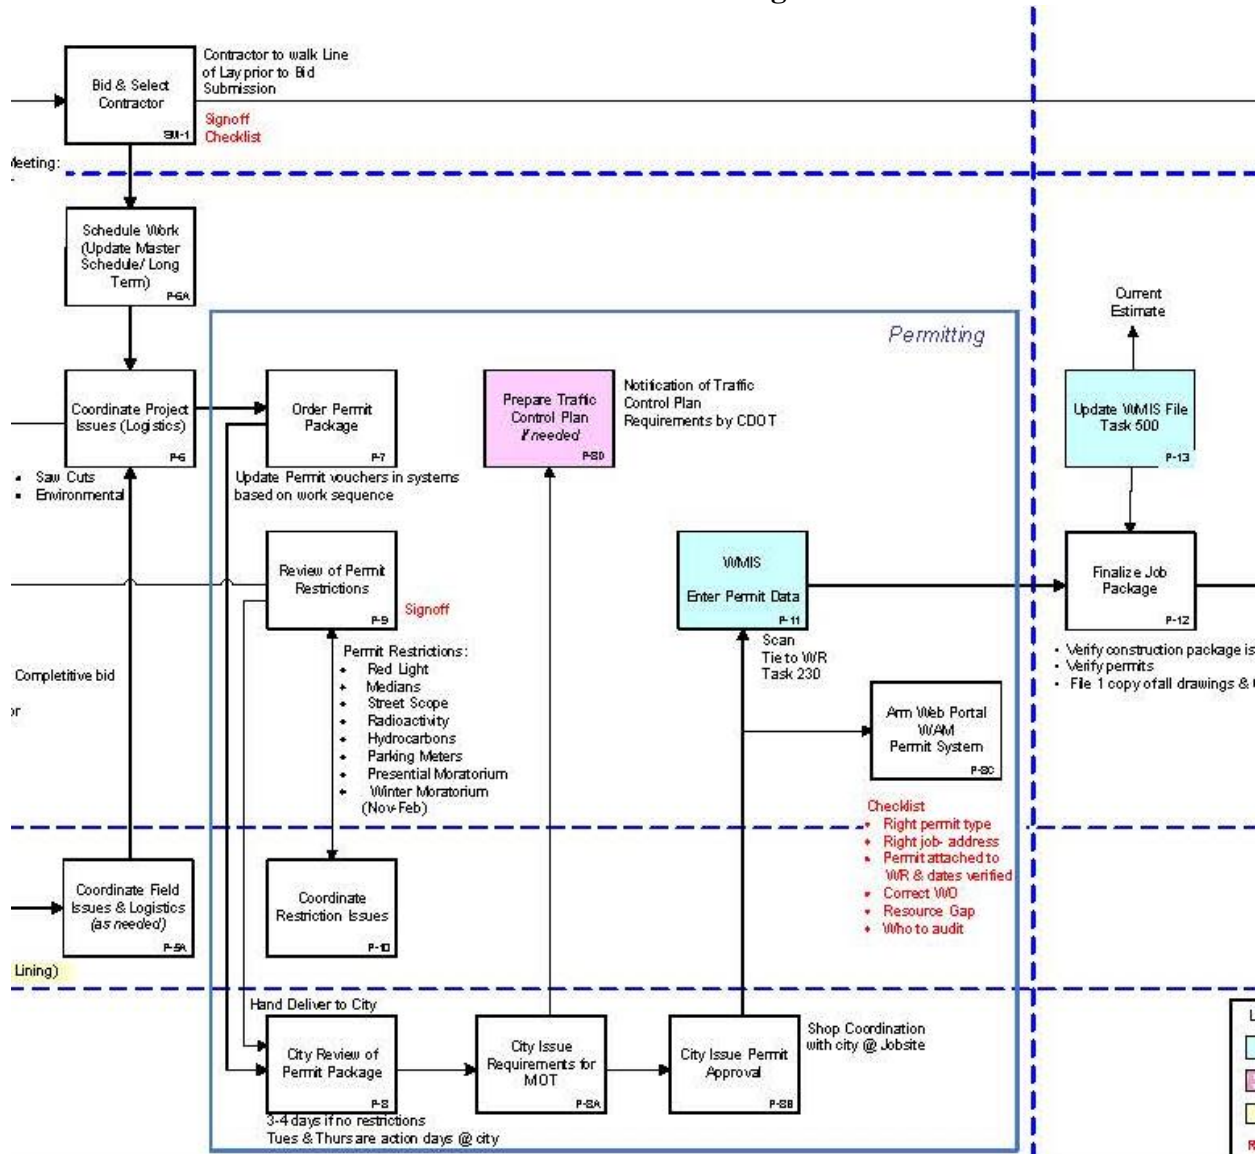 g
Bid & Select
Contractor
SM-1
Contractor to walk Line
of Lay prior to Bid
Submission
Signoff
Checklist
Meeting:
Schedule Work
(Update Master
Schedule/ Long
Term)
P-6A
Coordinate Project
Issues (Logistics)
P-6
• Saw Cuts
• Environmental
Permitting
Order Permit
Package
P-7
Update Permit vouchers in systems
based on work sequence
Prepare Traffic
Control Plan
if needed
P-8D
Notification of Traffic
Control Plan
Requirements by CDOT
Current
Estimate
Update WMIS File
Task 500
P-13
Review of Permit
Restrictions
P-9
Signoff
Permit Restrictions:
• Red Light
• Medians
• Street Scope
• Radioactivity
• Hydrocarbons
• Parking Meters
• Presential Moratorium
• Winter Moratorium
(Nov-Feb)
WMIS
Enter Permit Data
P-11
Scan
Tie to WR
Task 230
Finalize Job
Package
P-12
• Verify construction package is
• Verify permits
• File 1 copy of all drawings &
Completitive bid
or
Arm Web Portal
WAM
Permit System
P-8C
Checklist
• Right permit type
• Right job- address
• Permit attached to
WR & dates verified
• Correct WO
• Resource Gap
• Who to audit
Coordinate Field
Issues & Logistics
(as needed)
P-5A
Lining)
Coordinate
Restriction Issues
P-10
Hand Deliver to City
City Review of
Permit Package
P-8
3-4 days if no restrictions
Tues & Thurs are action days @ city
City Issue
Requirements for
MOT
P-8A
City Issue Permit
Approval
P-8B
Shop Coordination
with city @ Jobsite
L
R